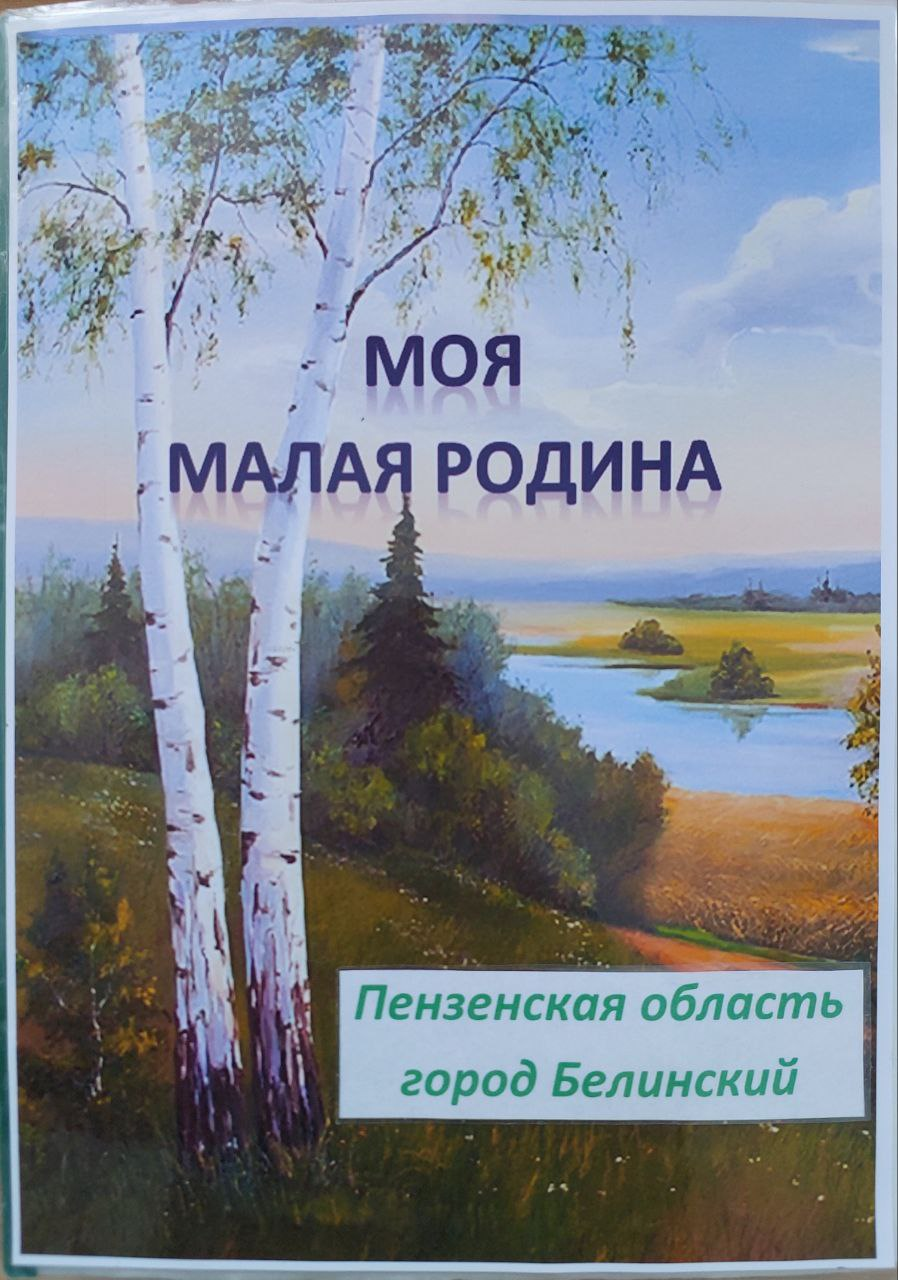 МОЯ
МАЛАЯ РОДИНА
Пензенская область
город Белинский